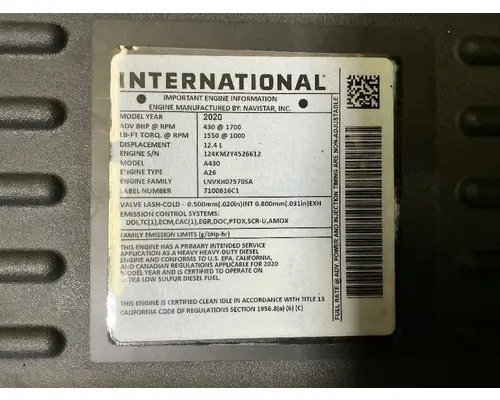 INTERNATIONAL®
IMPORTANT ENGINE INFORMATION
ENGINE MANUFACTURED BY: NAVISTAR, INC.
MODEL YEAR 2020
ADV BHP @ RPM 430 @ 1700
LB-FT TORQ. @ RPM 1550 @ 1000
DISPLACEMENT 12.4 L
ENGINE S/N 124KM2Y4526612
MODEL A430
ENGINE TYPE A26
ENGINE FAMILY LNVXH07570SA
LABEL NUMBER 7100816C1
VALVE LASH-COLD - 0.500mm(.020in)INT 0.800mm(.031in)EXH
EMISSION CONTROL SYSTEMS:
DDI,TC(1),ECM,CAC(1),EGR,DOC,PTOX,SCR-U,AMOX
FAMILY EMISSION LIMITS (g/bhp-hr)
THIS ENGINE HAS A PRIMARY INTENDED SERVICE
APPLICATION AS A HEAVY HEAVY-DUTY DIESEL
ENGINE AND CONFORMS TO U.S. EPA, CALIFORNIA,
AND CANADIAN REGULATIONS APPLICABLE FOR 2020
MODEL YEAR AND IS CERTIFIED TO OPERATE ON
ULTRA LOW SULFUR DIESEL FUEL.
THIS ENGINE IS CERTIFIED CLEAN IDLE IN ACCORDANCE WITH TITLE 13
CALIFORNIA CODE OF REGULATIONS SECTION 1956.8(a) (6) (C)
FUEL RATE @ ADV. POWER AND INJECTION TIMING ARE NON-ADJUSTABLE